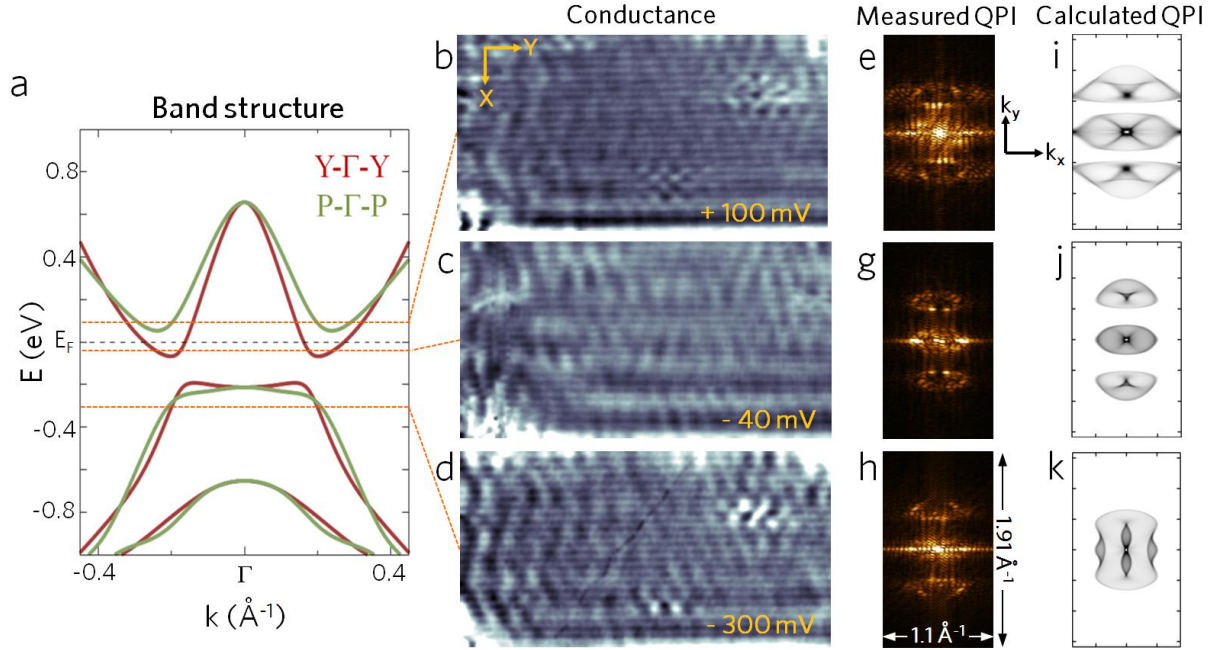 Conductance
Measured QPI
Calculated QPI
a
Band structure
Y-Γ-Y
P-Γ-P
0.8
0.4
E_F
-0.4
-0.8
E (eV)
-0.4
Γ
0.4
k (Å⁻¹)
b
Y
X
+ 100 mV
c
- 40 mV
d
- 300 mV
e
k_y
k_x
g
h
1.91 Å⁻¹
1.1 Å⁻¹
i
j
k